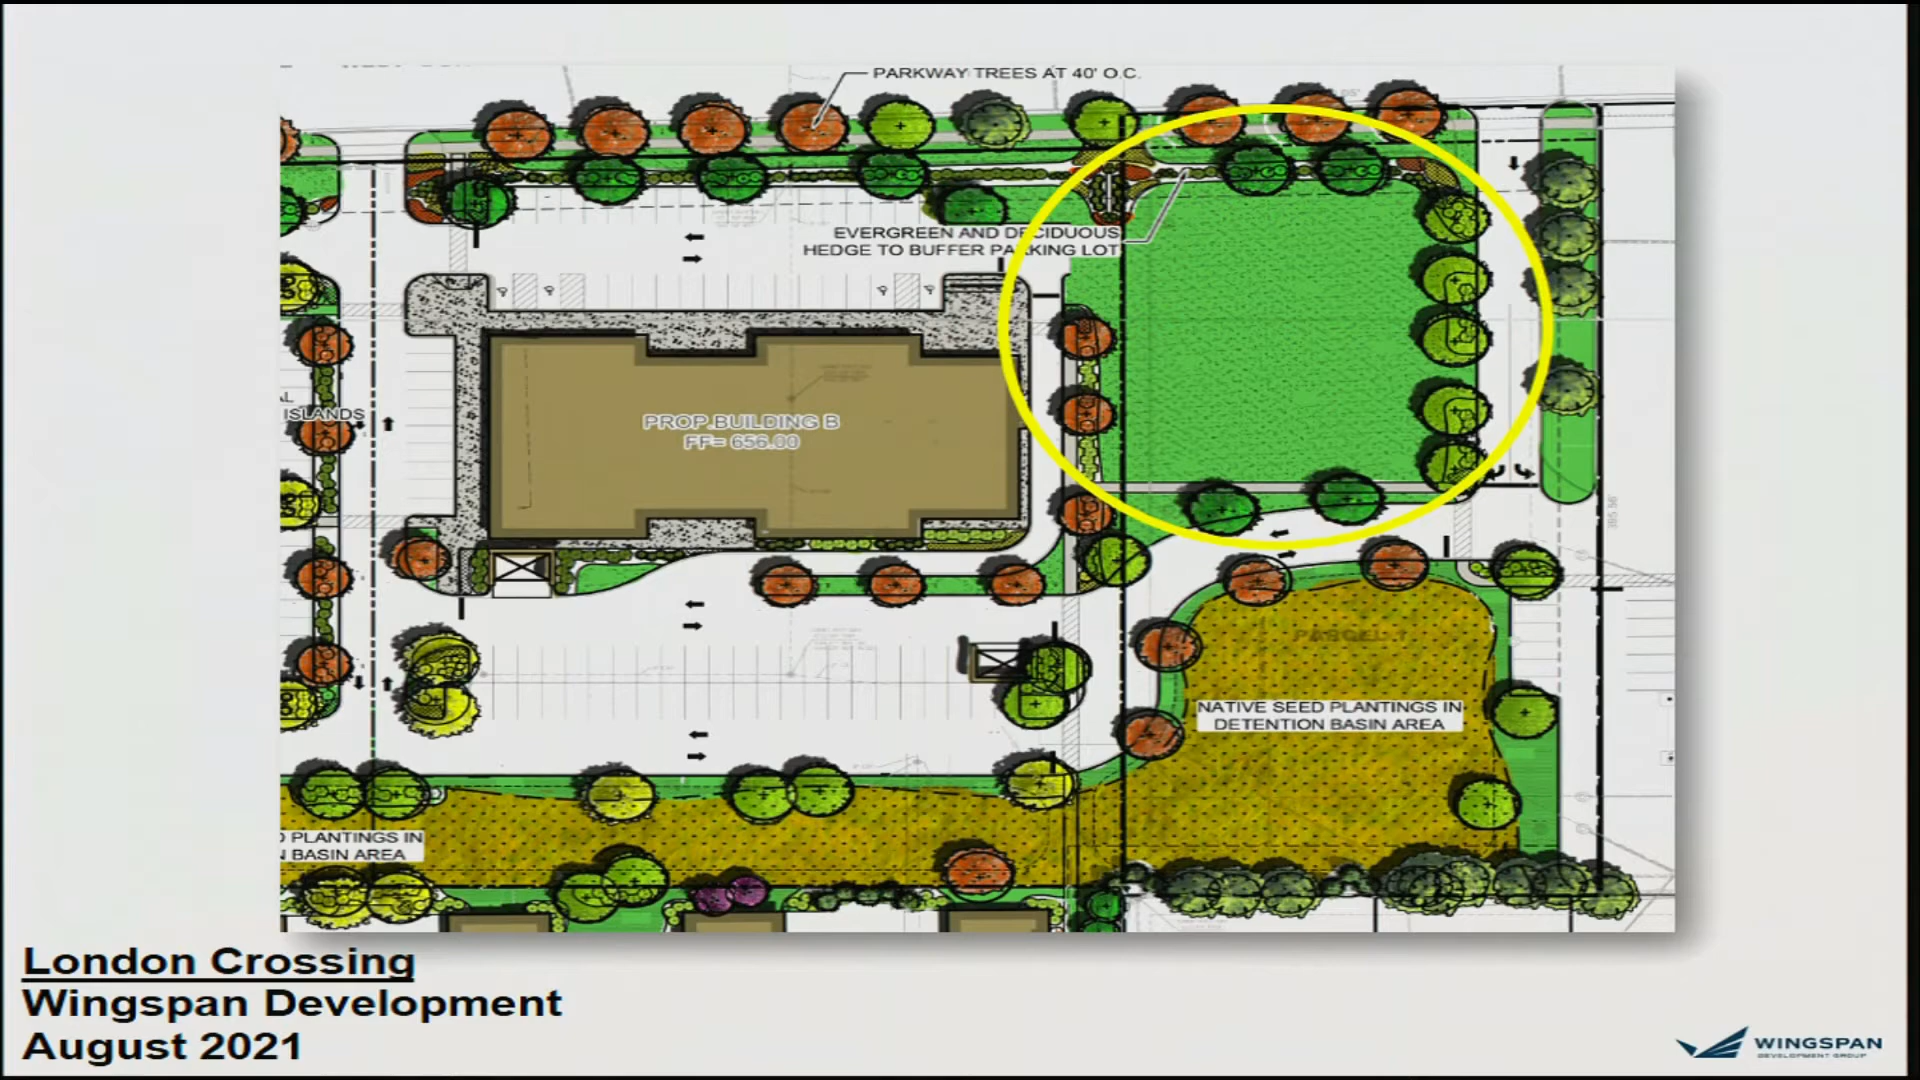 PARKWAY TREES AT 40' O.C.
EVERGREEN AND DECIDUOUS
HEDGE TO BUFFER PARKING LOT
ISLANDS
PROP.BUILDING B
FF= 656.00
PARCEL 1
NATIVE SEED PLANTINGS IN
DETENTION BASIN AREA
PLANTINGS IN
BASIN AREA
London Crossing
Wingspan Development
August 2021
WINGSPAN
DEVELOPMENT GROUP